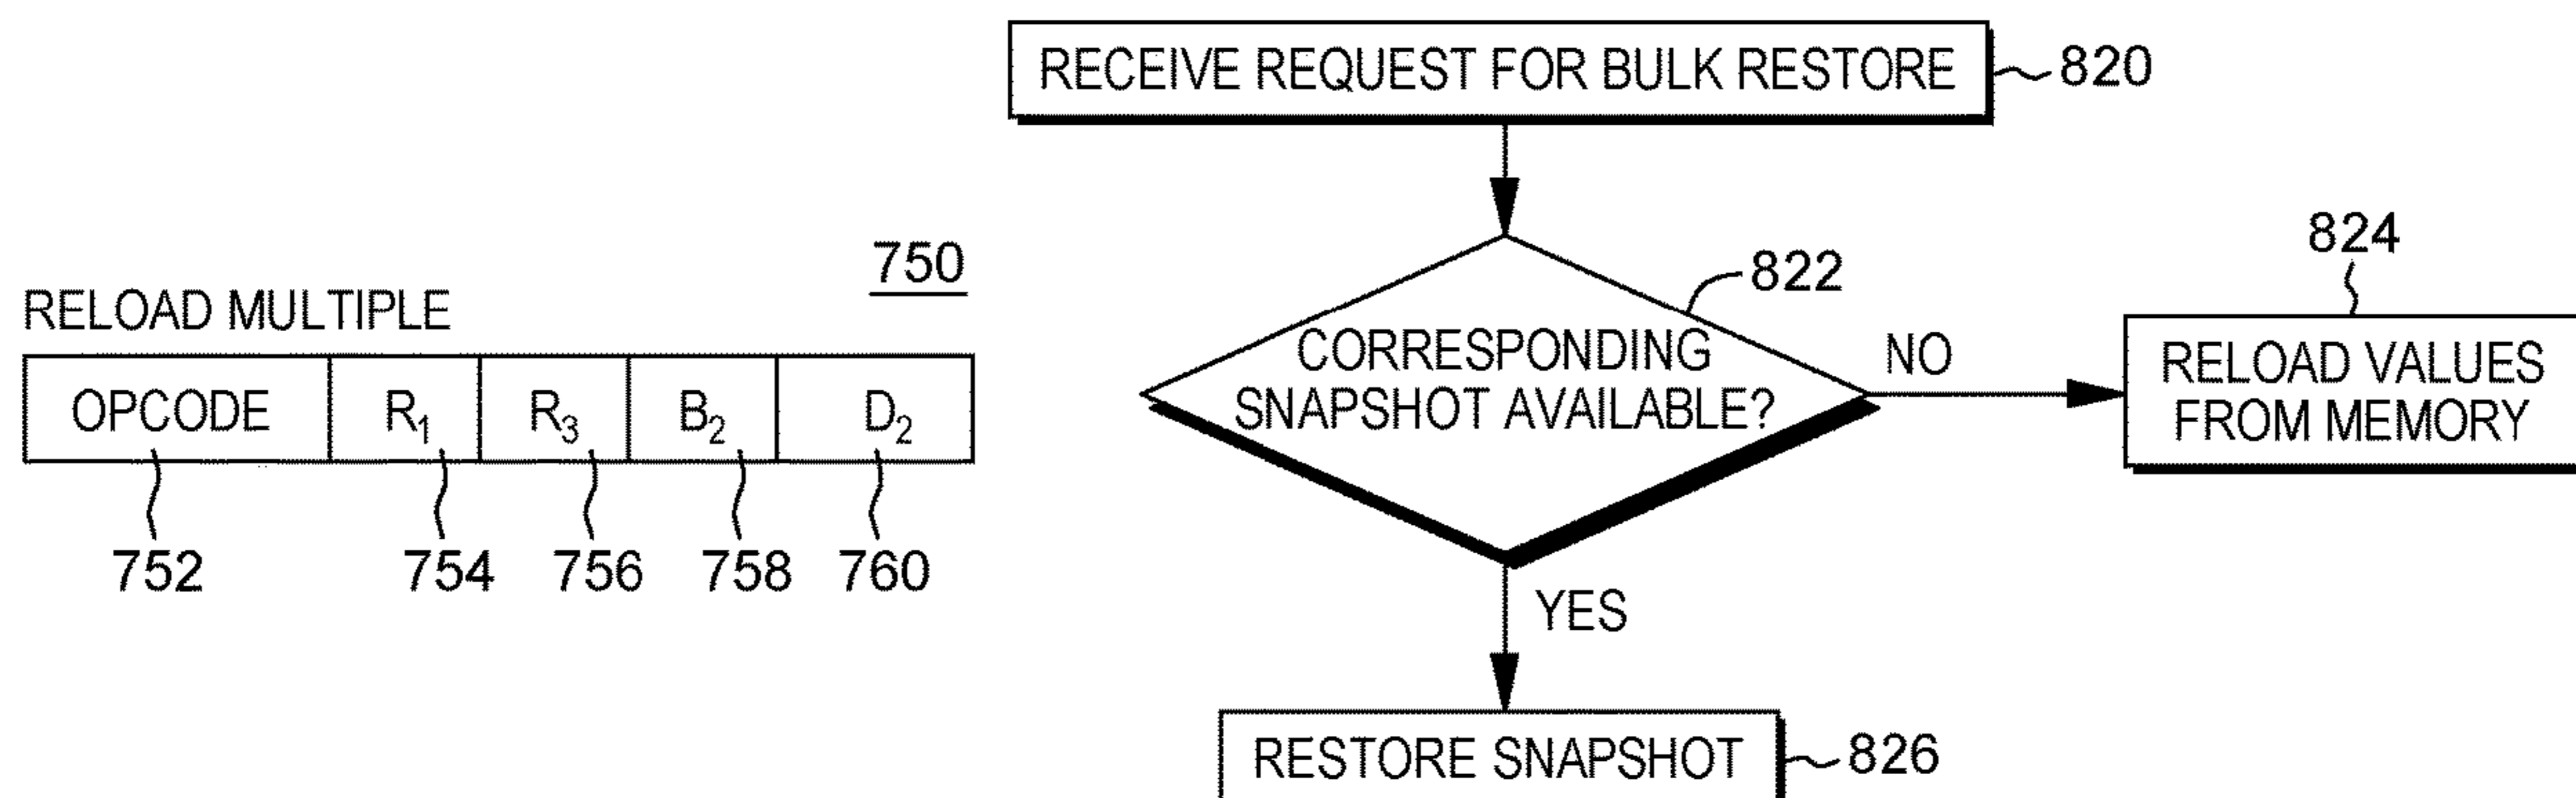 750
RELOAD MULTIPLE
OPCODE R1 R3 B2 D2
752 754 756 758 760
RECEIVE REQUEST FOR BULK RESTORE
820
822
CORRESPONDING
SNAPSHOT AVAILABLE?
NO
824
RELOAD VALUES
FROM MEMORY
YES
RESTORE SNAPSHOT
826